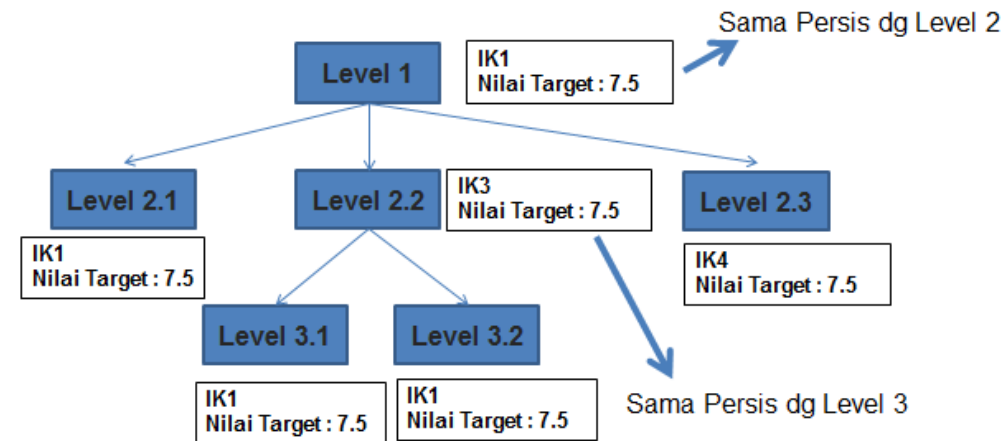 Sama Persis dg Level 2
Level 1
IK1
Nilai Target : 7.5
Level 2.1
IK1
Nilai Target : 7.5
Level 2.2
IK3
Nilai Target : 7.5
Level 2.3
IK4
Nilai Target : 7.5
Level 3.1
IK1
Nilai Target : 7.5
Level 3.2
IK1
Nilai Target : 7.5
Sama Persis dg Level 3